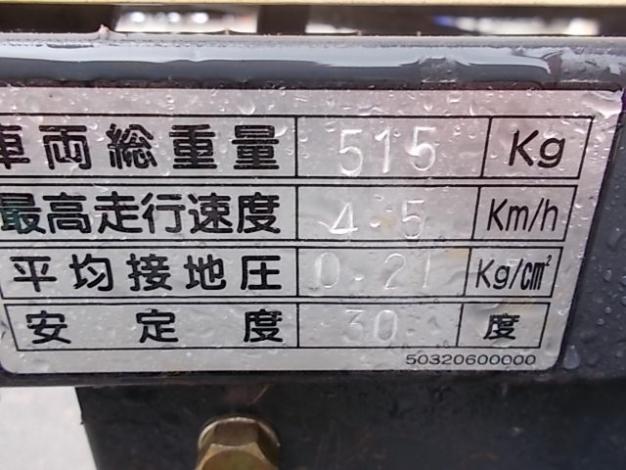 車両総重量 515 Kg
最高走行速度 4.5 Km/h
平均接地圧 0.21 Kg/cm²
安定度 30 度
50320600000